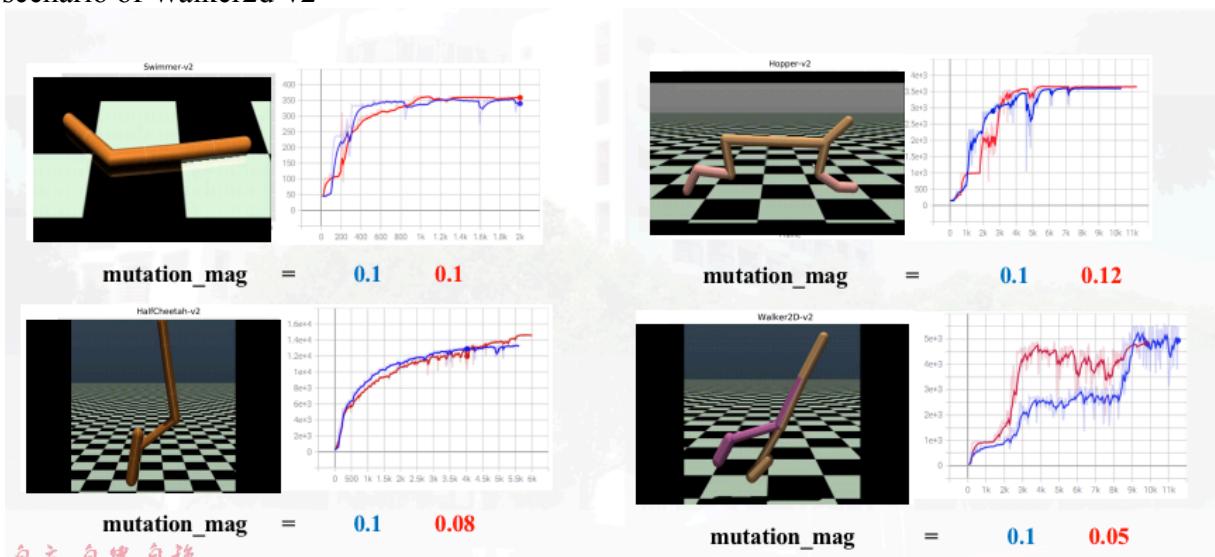 scenario of Walker2d-v2
Swimmer-v2
400
350
300
250
200
150
100
50
0
0 200 400 600 800 1k 1.2k 1.4k 1.6k 1.8k 2k
mutation_mag = 0.1 0.1
Hopper-v2
4e+3
3.5e+3
3e+3
2.5e+3
2e+3
1.5e+3
1e+3
500
0
0 1k 2k 3k 4k 5k 6k 7k 8k 9k 10k 11k
mutation_mag = 0.1 0.12
HalfCheetah-v2
1.6e+4
1.4e+4
1.2e+4
1e+4
8e+3
6e+3
4e+3
2e+3
0
0 500 1k 1.5k 2k 2.5k 3k 3.5k 4k 4.5k 5k 5.5k 6k
mutation_mag = 0.1 0.08
Walker2D-v2
5e+3
4e+3
3e+3
2e+3
1e+3
0
0 1k 2k 3k 4k 5k 6k 7k 8k 9k 10k 11k
mutation_mag = 0.1 0.05